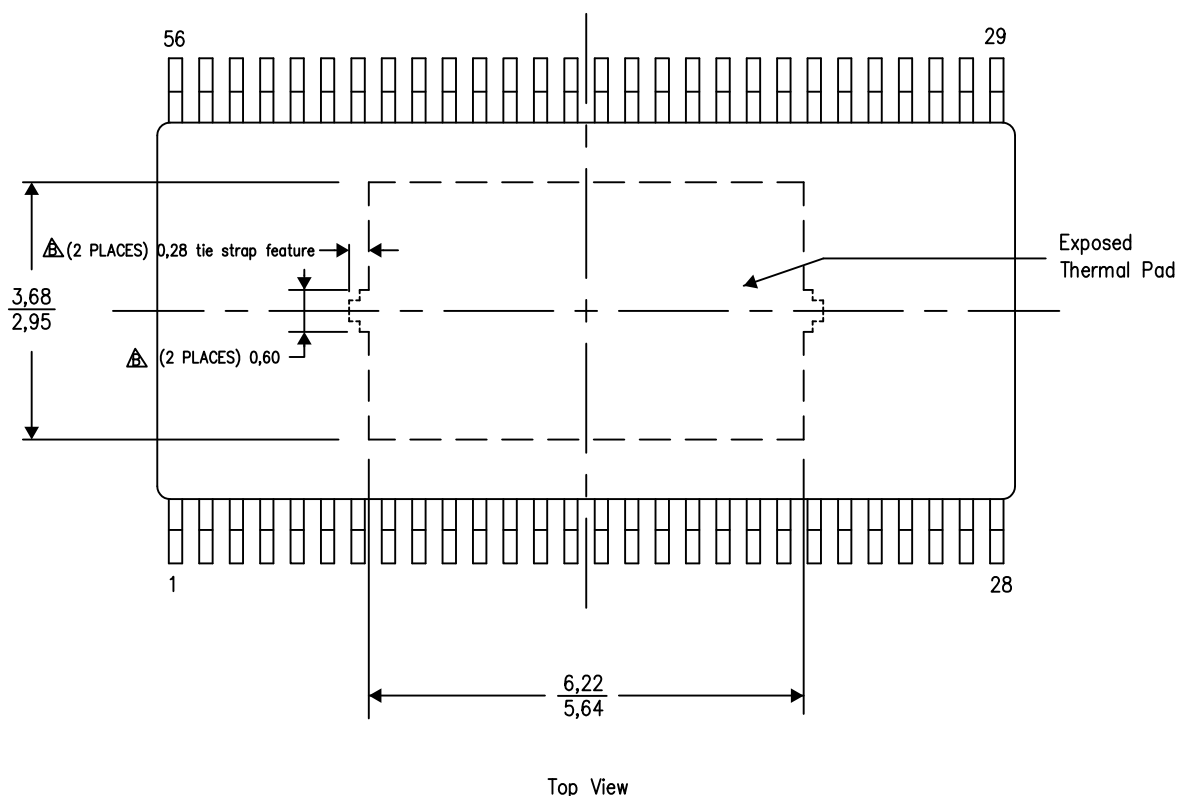 56
29
B (2 PLACES) 0,28 tie strap feature
Exposed
Thermal Pad
3,68
2,95
B (2 PLACES) 0,60
1
28
6,22
5,64
Top View